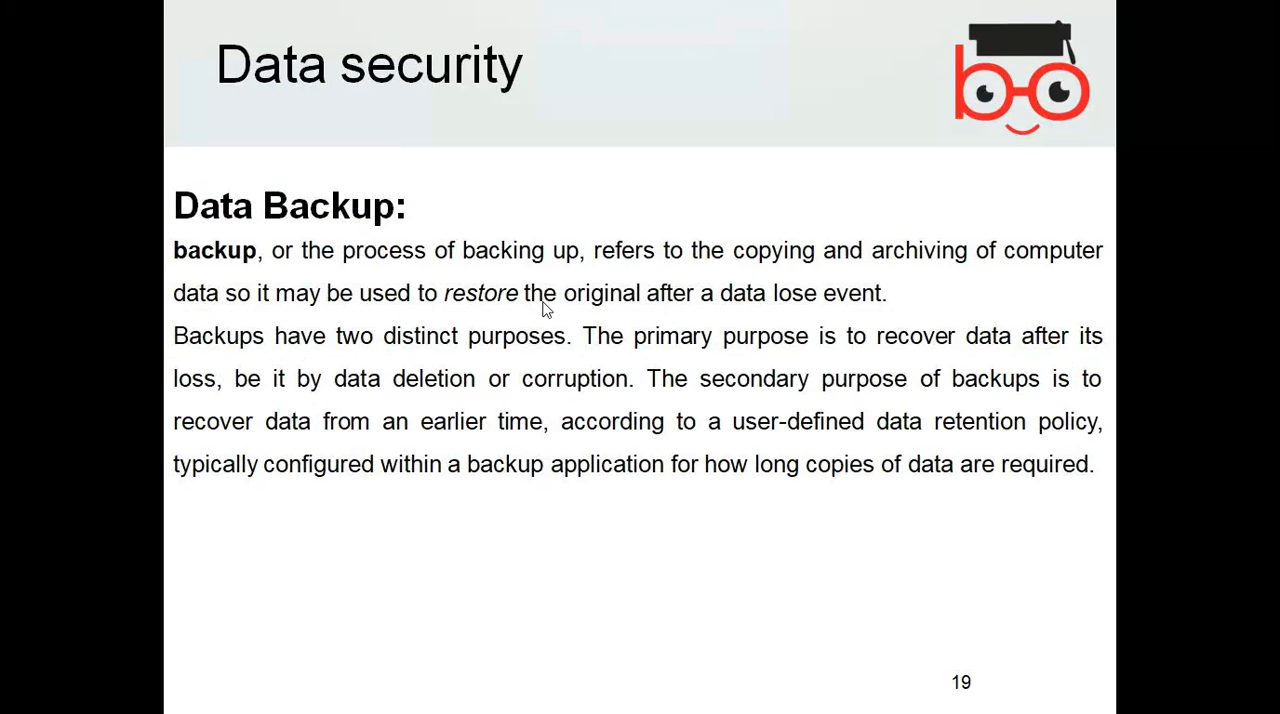 Data security
Data Backup:
backup, or the process of backing up, refers to the copying and archiving of computer
data so it may be used to restore the original after a data lose event.
Backups have two distinct purposes. The primary purpose is to recover data after its
loss, be it by data deletion or corruption. The secondary purpose of backups is to
recover data from an earlier time, according to a user-defined data retention policy,
typically configured within a backup application for how long copies of data are required.
19